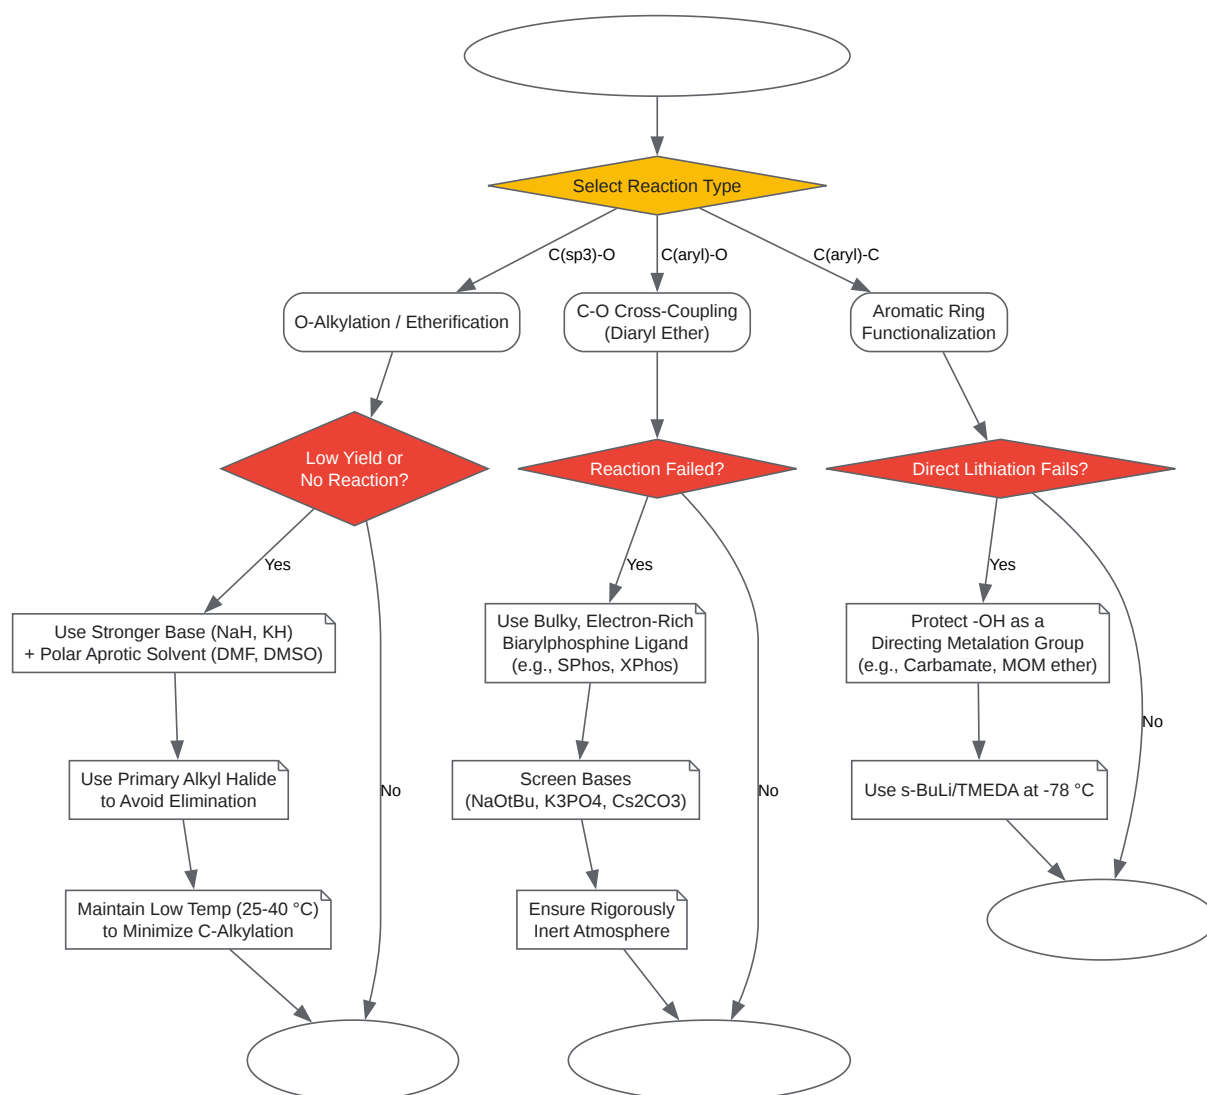 Select Reaction Type
C(sp3)-O
C(aryl)-O
C(aryl)-C
O-Alkylation / Etherification
C-O Cross-Coupling
(Diaryl Ether)
Aromatic Ring
Functionalization
Low Yield or
No Reaction?
Reaction Failed?
Direct Lithiation Fails?
Yes
Yes
Yes
Use Stronger Base (NaH, KH)
+ Polar Aprotic Solvent (DMF, DMSO)
Use Bulky, Electron-Rich
Biarylphosphine Ligand
(e.g., SPhos, XPhos)
Protect -OH as a
Directing Metalation Group
(e.g., Carbamate, MOM ether)
No
Use Primary Alkyl Halide
to Avoid Elimination
No
Screen Bases
(NaOtBu, K3PO4, Cs2CO3)
No
Use s-BuLi/TMEDA at -78 °C
Maintain Low Temp (25-40 °C)
to Minimize C-Alkylation
Ensure Rigorously
Inert Atmosphere